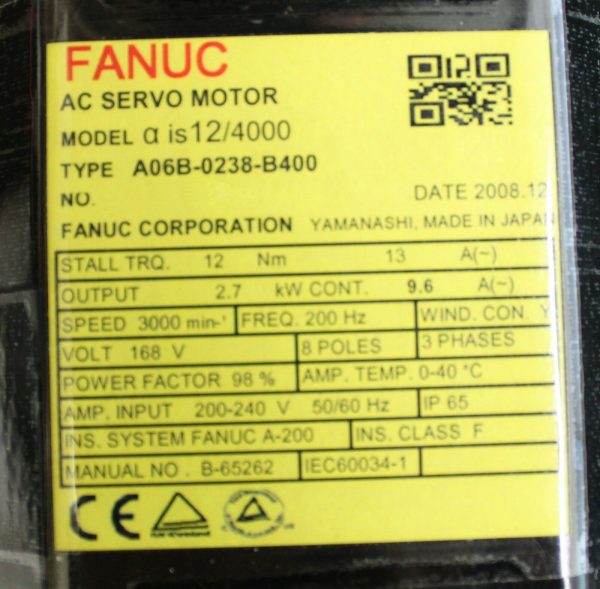 FANUC
AC SERVO MOTOR
MODEL α is12/4000
TYPE A06B-0238-B400
NO. DATE 2008.12
FANUC CORPORATION YAMANASHI, MADE IN JAPAN
STALL TRQ. 12 Nm 13 A(~)
OUTPUT 2.7 kW CONT. 9.6 A(~)
SPEED 3000 min-¹ FREQ. 200 Hz WIND. CON. Y
VOLT 168 V 8 POLES 3 PHASES
POWER FACTOR 98 % AMP. TEMP. 0-40 °C
AMP. INPUT 200-240 V 50/60 Hz IP 65
INS. SYSTEM FANUC A-200 INS. CLASS F
MANUAL NO . B-65262 IEC60034-1
CE